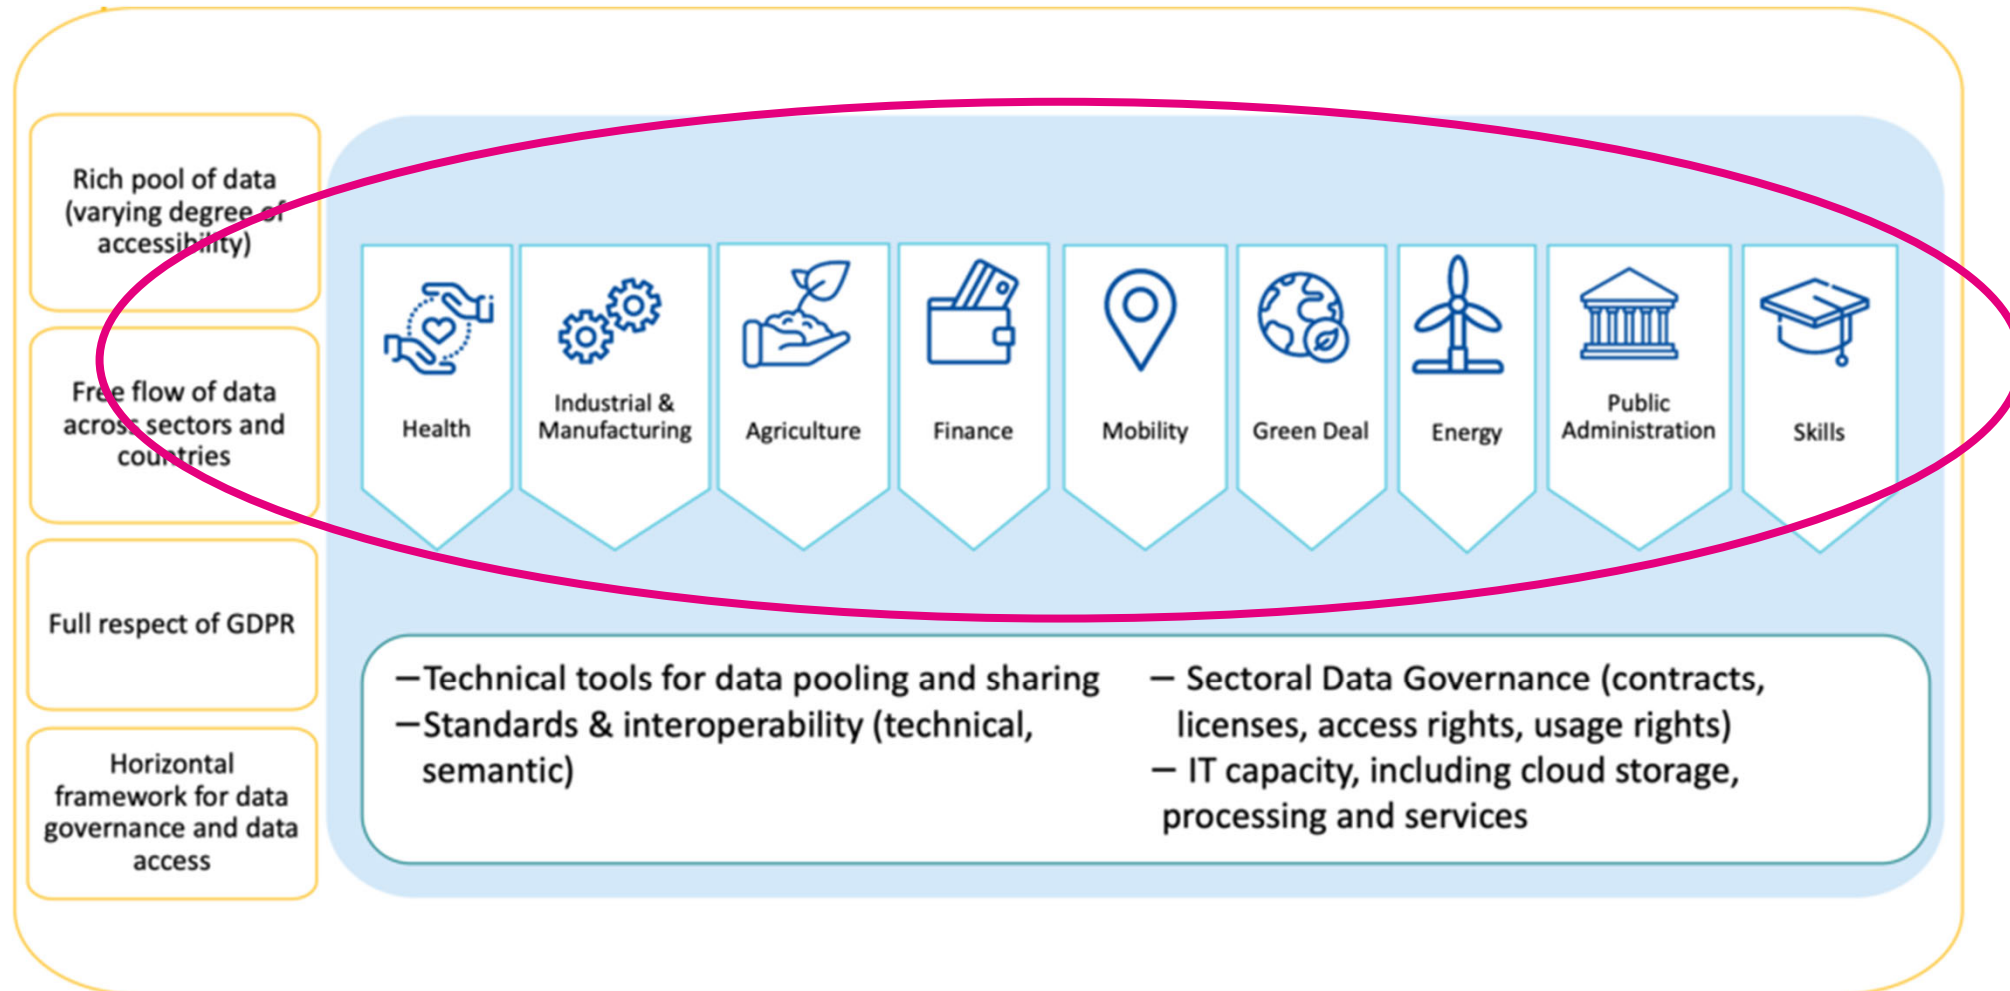 Rich pool of data
(varying degree of
accessibility)
Free flow of data
across sectors and
countries
Full respect of GDPR
Horizontal
framework for data
governance and data
access
Health
Industrial &
Manufacturing
Agriculture
Finance
Mobility
Green Deal
Energy
Public
Administration
Skills
—Technical tools for data pooling and sharing
—Standards & interoperability (technical,
semantic)
— Sectoral Data Governance (contracts,
licenses, access rights, usage rights)
— IT capacity, including cloud storage,
processing and services